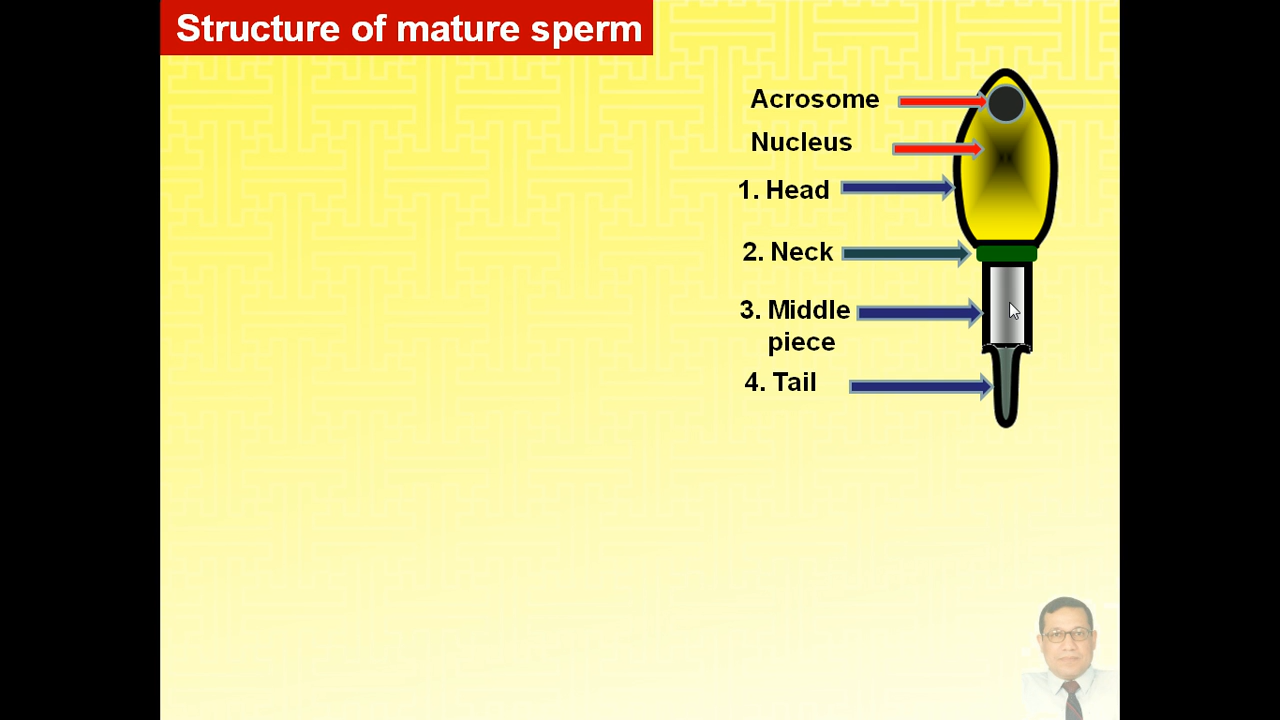 Structure of mature sperm
Acrosome
Nucleus
1. Head
2. Neck
3. Middle
piece
4. Tail